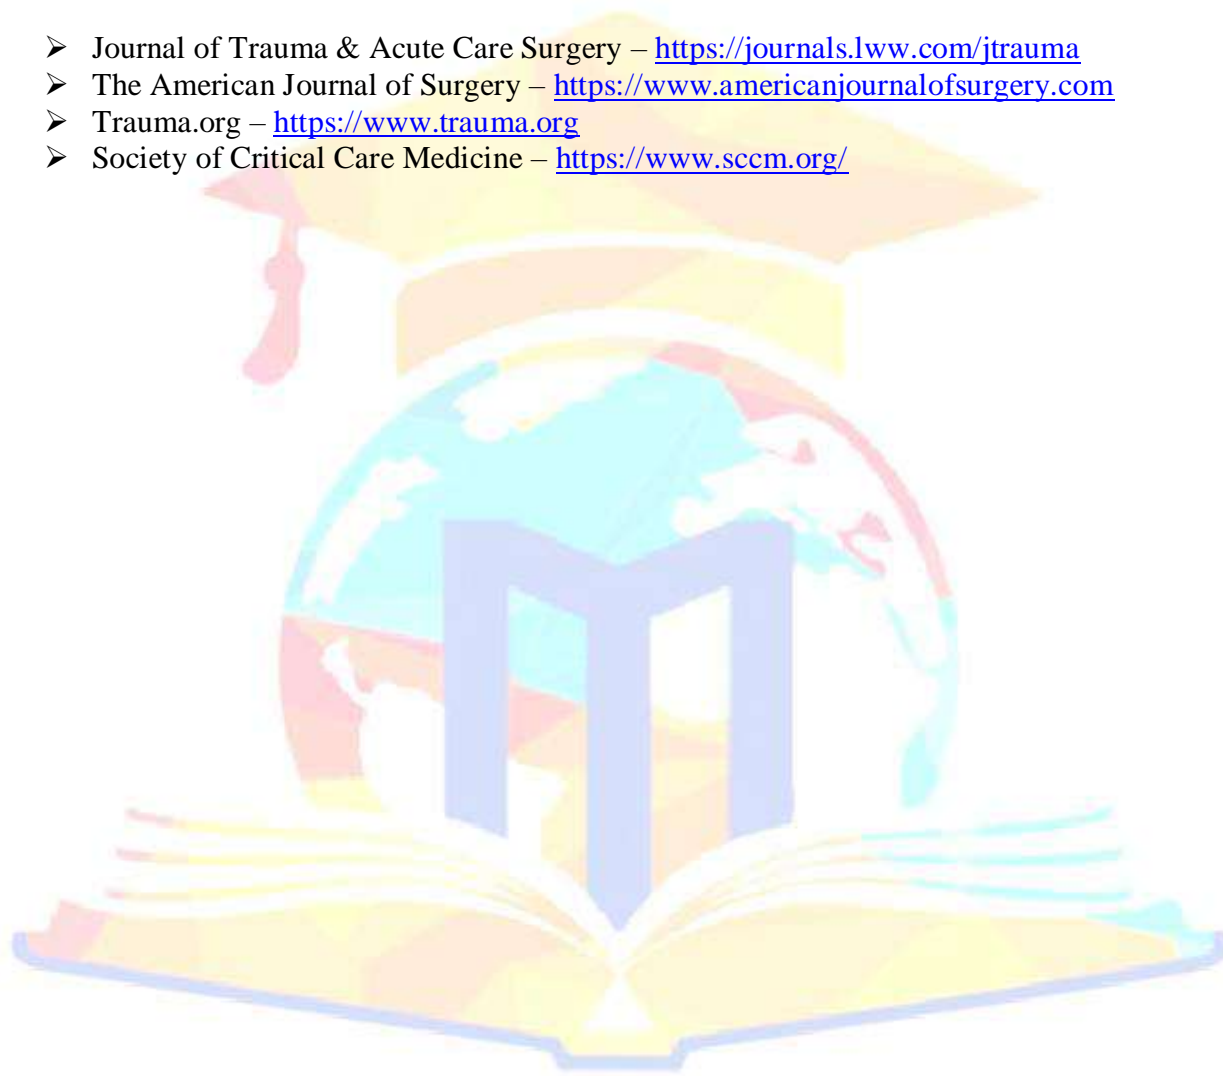 ➢ Journal of Trauma & Acute Care Surgery – https://journals.lww.com/jtrauma
➢ The American Journal of Surgery – https://www.americanjournalofsurgery.com
➢ Trauma.org – https://www.trauma.org
➢ Society of Critical Care Medicine – https://www.sccm.org/